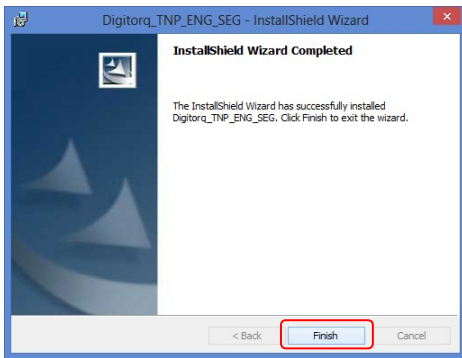 Digitorq_TNP_ENG_SEG - InstallShield Wizard
InstallShield Wizard Completed
The InstallShield Wizard has successfully installed
Digitorq_TNP_ENG_SEG. Click Finish to exit the wizard.
< Back Finish Cancel